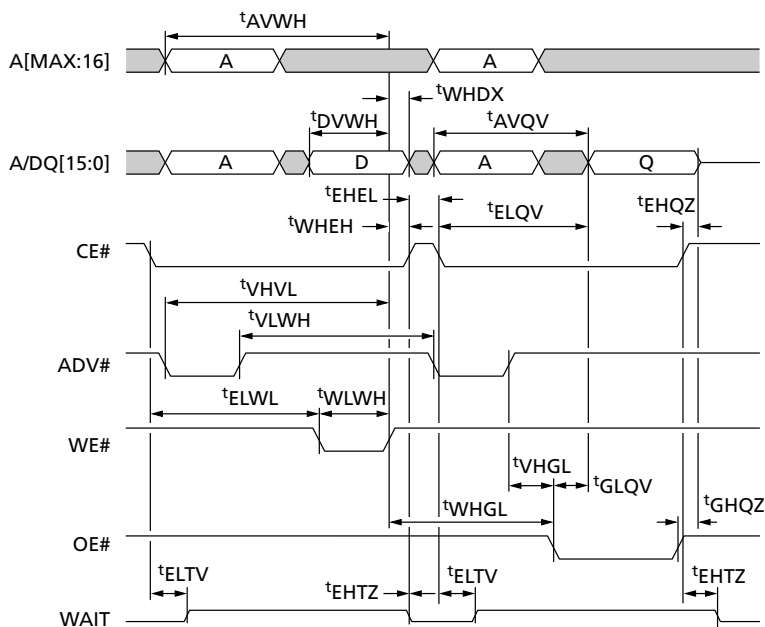 tAVWH
A[MAX:16] A A
tWHDX
tDVWH tAVQV
A/DQ[15:0] A D A Q
tEHEL tEHQZ
tWHEH tELQV
CE#
tVHVL
tVLWH
ADV#
tELWL tWLWH
WE#
tVHGL tGLQV
tWHGL tGHQZ
OE#
tELTV tEHTZ tELTV tEHTZ
WAIT